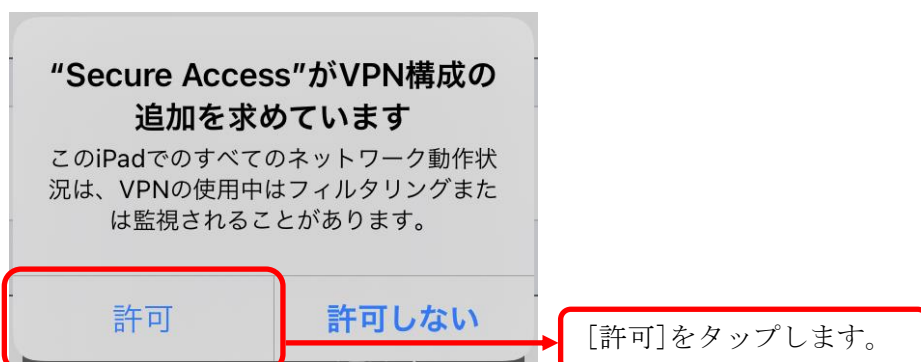 “Secure Access”がVPN構成の
追加を求めています
このiPadでのすべてのネットワーク動作状
況は、VPNの使用中はフィルタリングまた
は監視されることがあります。
許可
許可しない
[許可]をタップします。